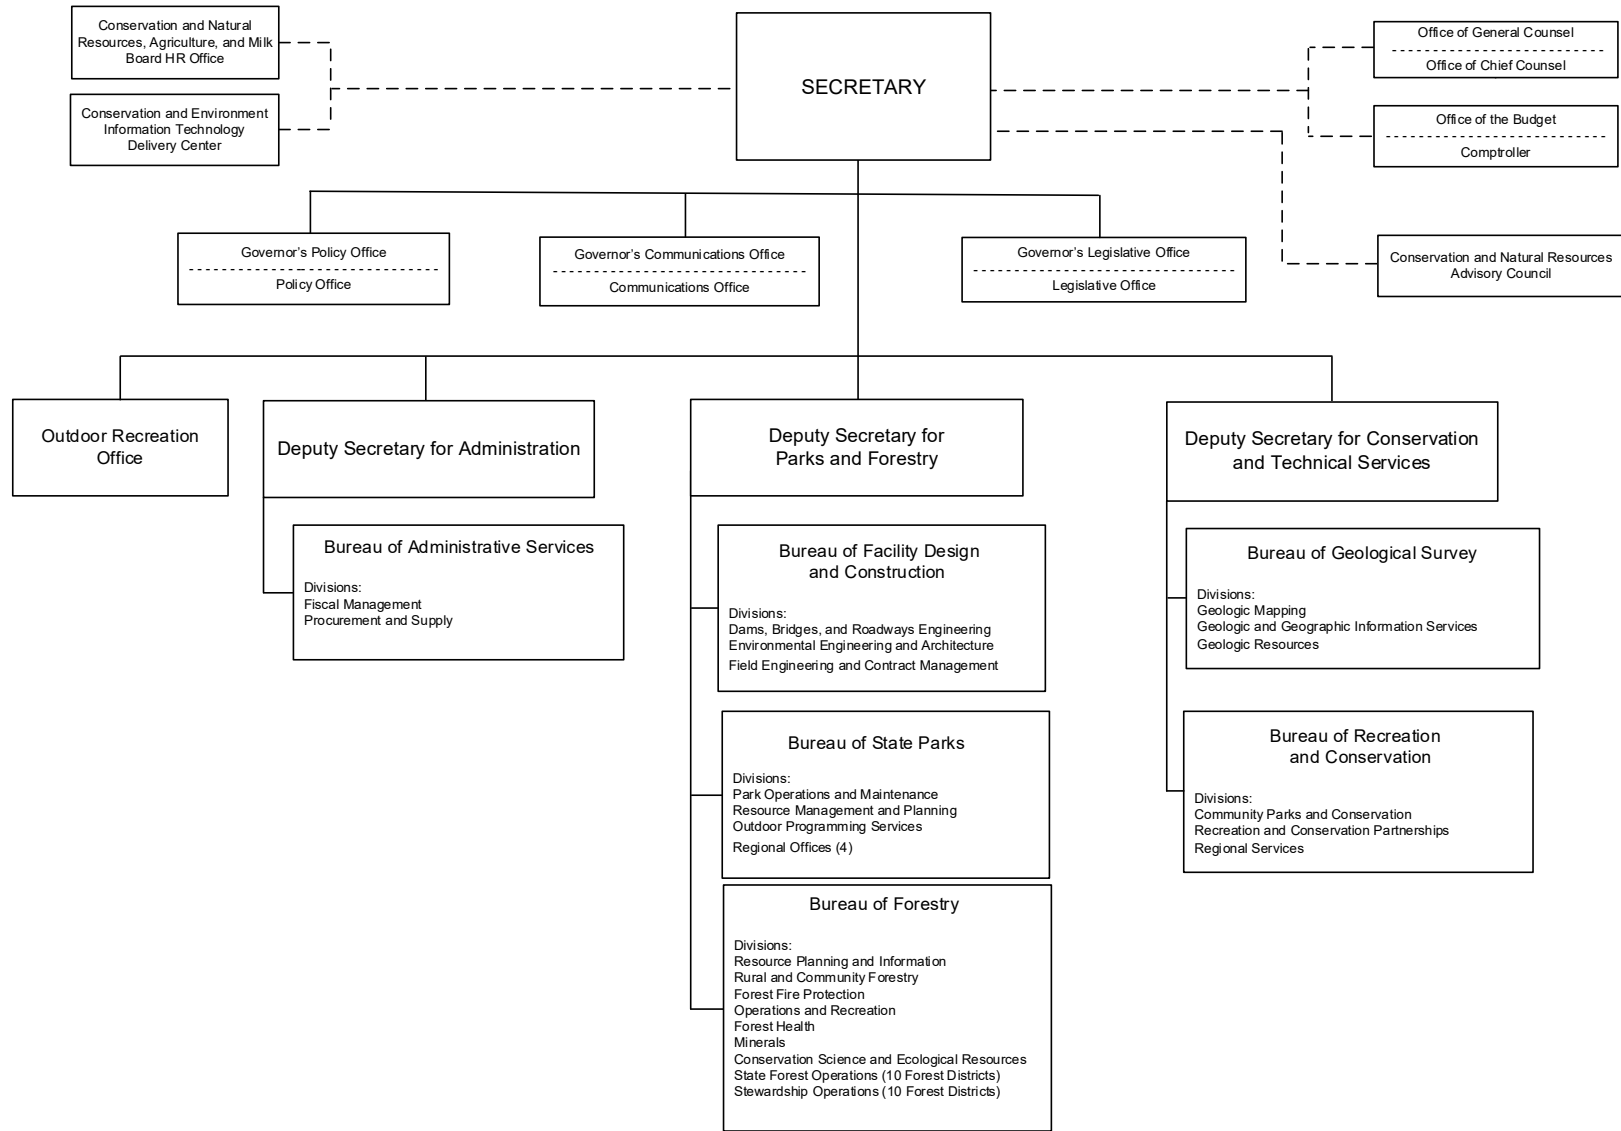 Conservation and Natural
Resources, Agriculture, and Milk
Board HR Office
Conservation and Environment
Information Technology
Delivery Center
SECRETARY
Office of General Counsel
Office of Chief Counsel
Office of the Budget
Comptroller
Governor's Policy Office
Policy Office
Governor's Communications Office
Communications Office
Governor's Legislative Office
Legislative Office
Conservation and Natural Resources
Advisory Council
Outdoor Recreation
Office
Deputy Secretary for Administration
Bureau of Administrative Services
Divisions:
Fiscal Management
Procurement and Supply
Deputy Secretary for
Parks and Forestry
Bureau of Facility Design
and Construction
Divisions:
Dams, Bridges, and Roadways Engineering
Environmental Engineering and Architecture
Field Engineering and Contract Management
Bureau of State Parks
Divisions:
Park Operations and Maintenance
Resource Management and Planning
Outdoor Programming Services
Regional Offices (4)
Bureau of Forestry
Divisions:
Resource Planning and Information
Rural and Community Forestry
Forest Fire Protection
Operations and Recreation
Forest Health
Minerals
Conservation Science and Ecological Resources
State Forest Operations (10 Forest Districts)
Stewardship Operations (10 Forest Districts)
Deputy Secretary for Conservation
and Technical Services
Bureau of Geological Survey
Divisions:
Geologic Mapping
Geologic and Geographic Information Services
Geologic Resources
Bureau of Recreation
and Conservation
Divisions:
Community Parks and Conservation
Recreation and Conservation Partnerships
Regional Services